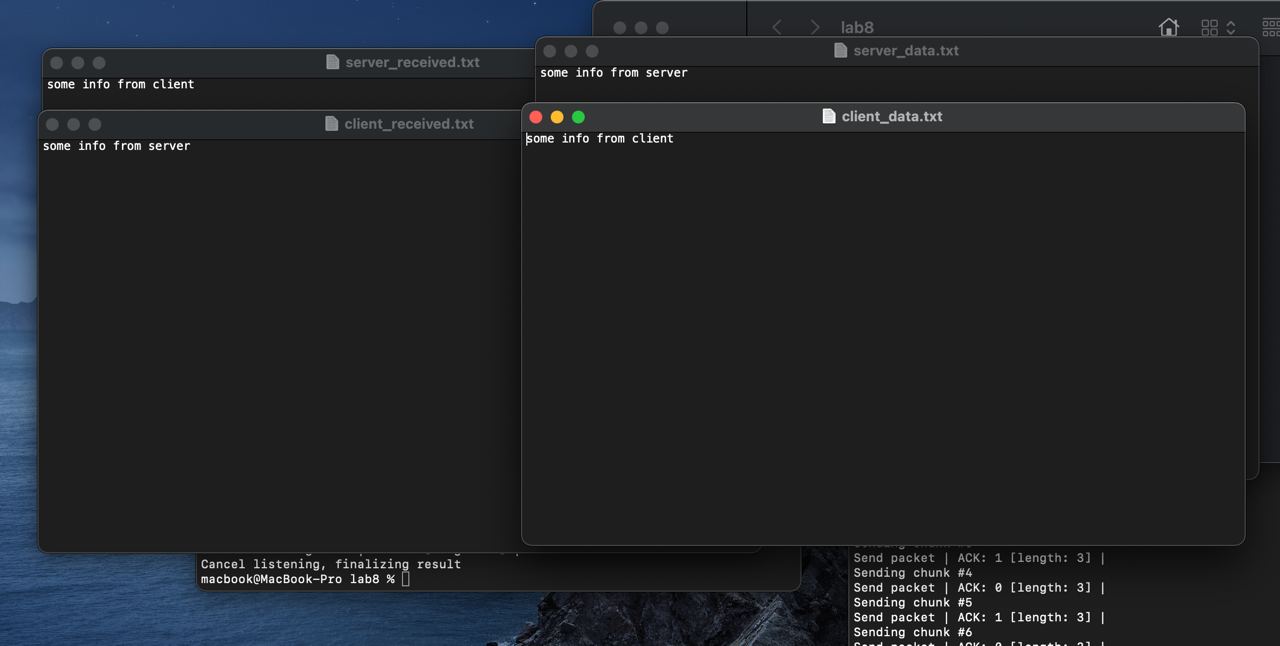 lab8
server_received.txt
server_data.txt
some info from client
some info from server
client_received.txt
client_data.txt
some info from server
some info from client
Cancel listening, finalizing result
macbook@MacBook-Pro lab8 %
Send packet | ACK: 1 [length: 3] |
Sending chunk #4
Send packet | ACK: 0 [length: 3] |
Sending chunk #5
Send packet | ACK: 1 [length: 3] |
Sending chunk #6